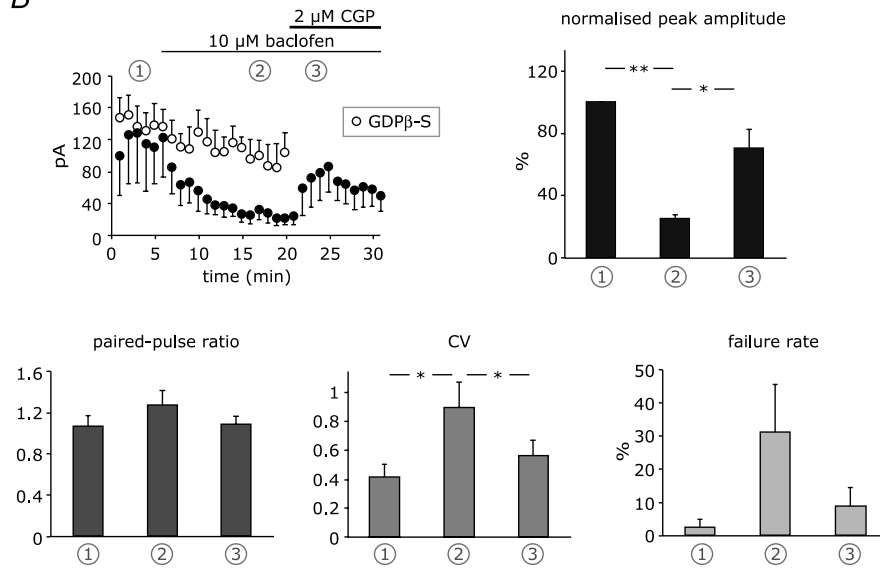 B
2 µM CGP
10 µM baclofen
① ② ③
200
160
120
80
40
0
pA
0 5 10 15 20 25 30
time (min)
GDPβ-S
normalised peak amplitude
120
80
40
0
%
** *
① ② ③
paired-pulse ratio
1.6
1.2
0.8
0.4
0
① ② ③
CV
1
0.8
0.6
0.4
0.2
0
* *
① ② ③
failure rate
50
40
30
20
10
0
%
① ② ③